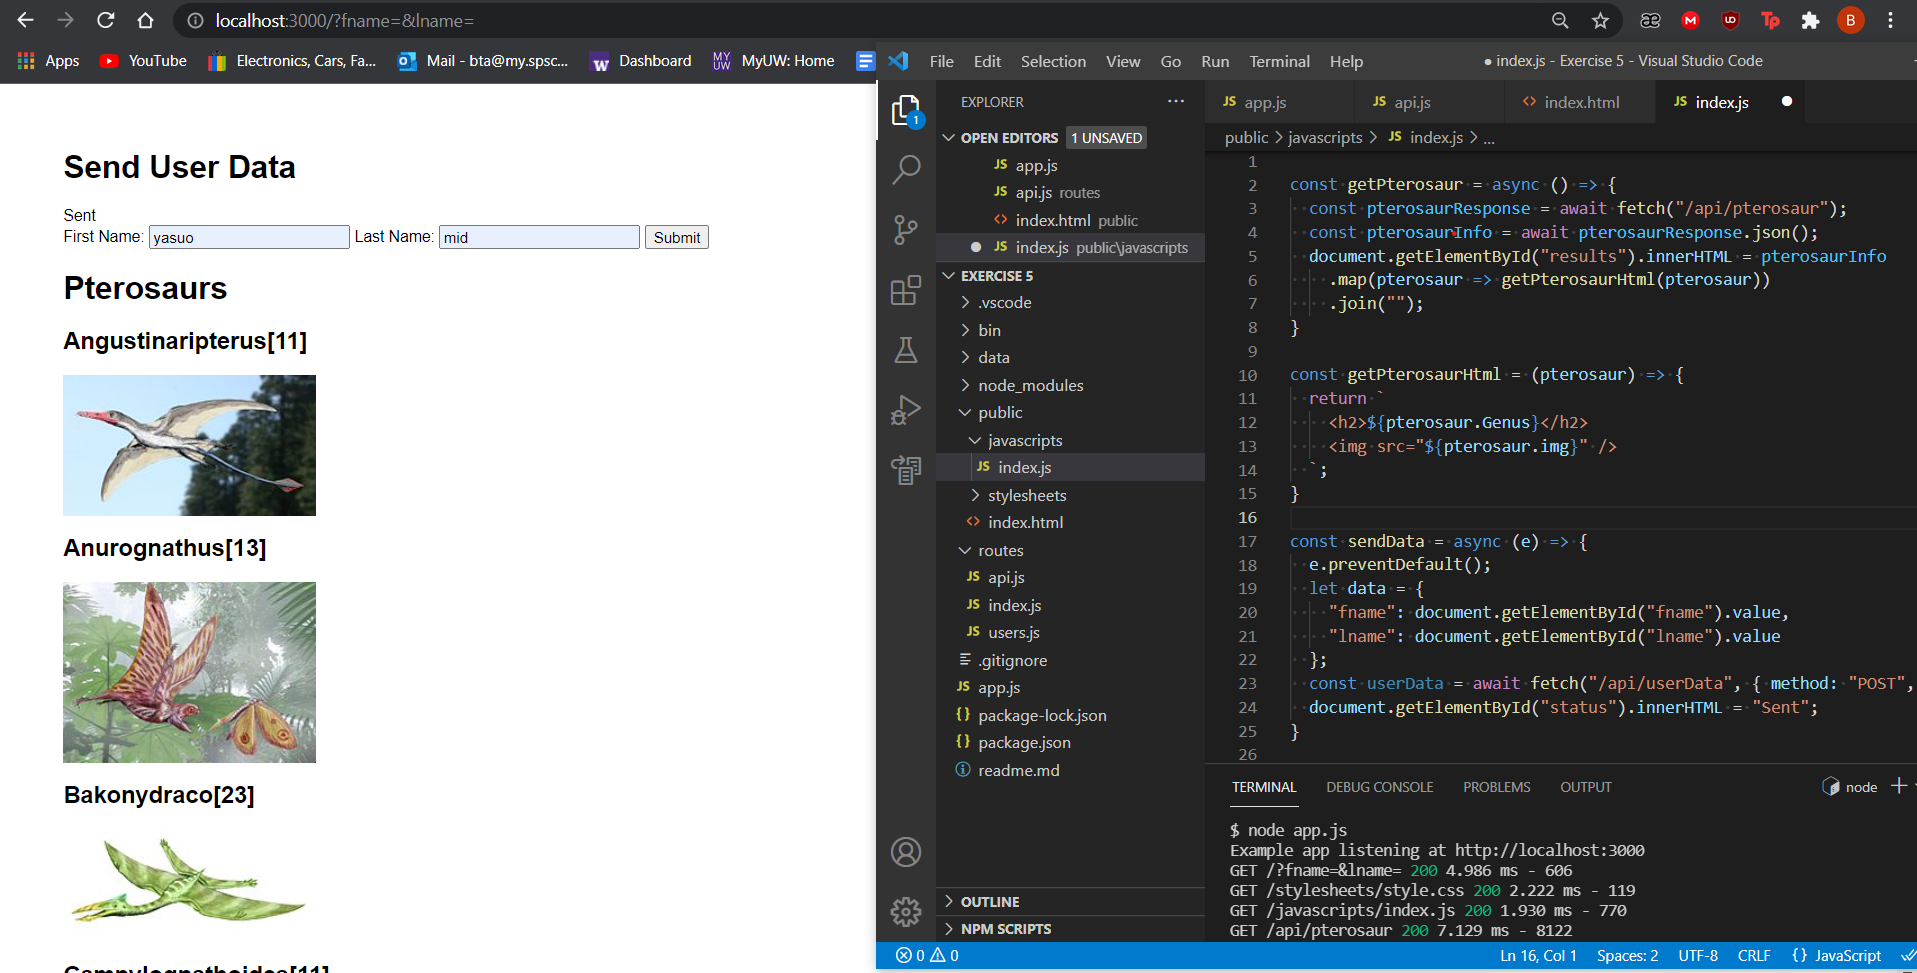 localhost:3000/?fname=&lname=
B
Apps
YouTube
Electronics, Cars, Fa...
Mail - bta@my.spsc...
Dashboard
MY UW
MyUW: Home
Send User Data
Sent
First Name: yasuo Last Name: mid Submit
Pterosaurs
Angustinaripterus[11]
Anurognathus[13]
Bakonydraco[23]
File Edit Selection View Go Run Terminal Help
● index.js - Exercise 5 - Visual Studio Code
1
EXPLORER ...
OPEN EDITORS 1 UNSAVED
JS app.js
JS api.js routes
<> index.html public
● JS index.js public\javascripts
EXERCISE 5
.vscode
bin
data
node_modules
public
javascripts
JS index.js
stylesheets
<> index.html
routes
JS api.js
JS index.js
JS users.js
.gitignore
JS app.js
{} package-lock.json
{} package.json
readme.md
OUTLINE
NPM SCRIPTS
JS app.js JS api.js <> index.html JS index.js ●
public > javascripts > JS index.js > ...
1
2 const getPterosaur = async () => {
3 const pterosaurResponse = await fetch("/api/pterosaur");
4 const pterosaurInfo = await pterosaurResponse.json();
5 document.getElementById("results").innerHTML = pterosaurInfo
6 .map(pterosaur => getPterosaurHtml(pterosaur))
7 .join("");
8 }
9
10 const getPterosaurHtml = (pterosaur) => {
11 return `
12 <h2>${pterosaur.Genus}</h2>
13 <img src="${pterosaur.img}" />
14 `;
15 }
16
17 const sendData = async (e) => {
18 e.preventDefault();
19 let data = {
20 "fname": document.getElementById("fname").value,
21 "lname": document.getElementById("lname").value
22 };
23 const userData = await fetch("/api/userData", { method: "POST",
24 document.getElementById("status").innerHTML = "Sent";
25 }
26
TERMINAL DEBUG CONSOLE PROBLEMS OUTPUT node
$ node app.js
Example app listening at http://localhost:3000
GET /?fname=&lname= 200 4.986 ms - 606
GET /stylesheets/style.css 200 2.222 ms - 119
GET /javascripts/index.js 200 1.930 ms - 770
GET /api/pterosaur 200 7.129 ms - 8122
0 0 Ln 16, Col 1 Spaces: 2 UTF-8 CRLF {} JavaScript